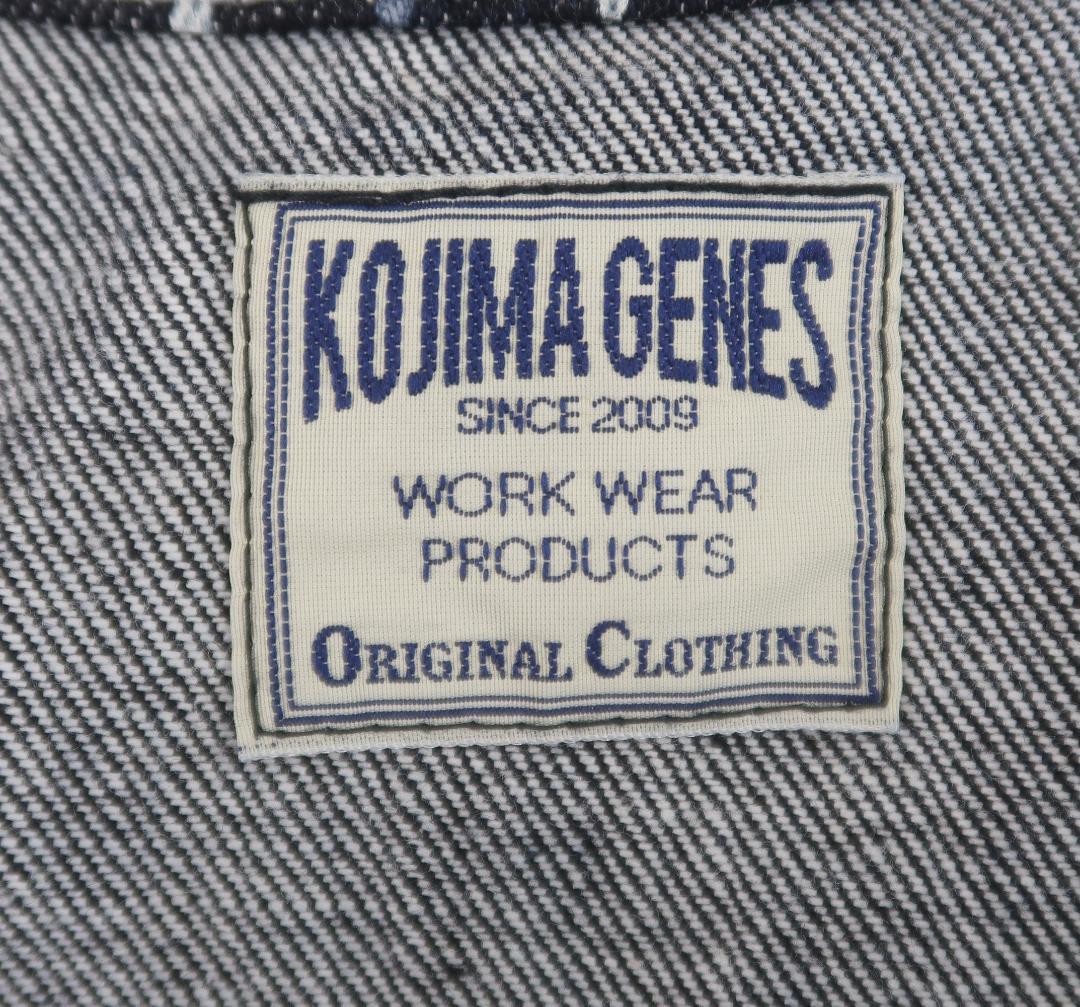 KOJIMA GENES
SINCE 2009
WORK WEAR
PRODUCTS
ORIGINAL CLOTHING